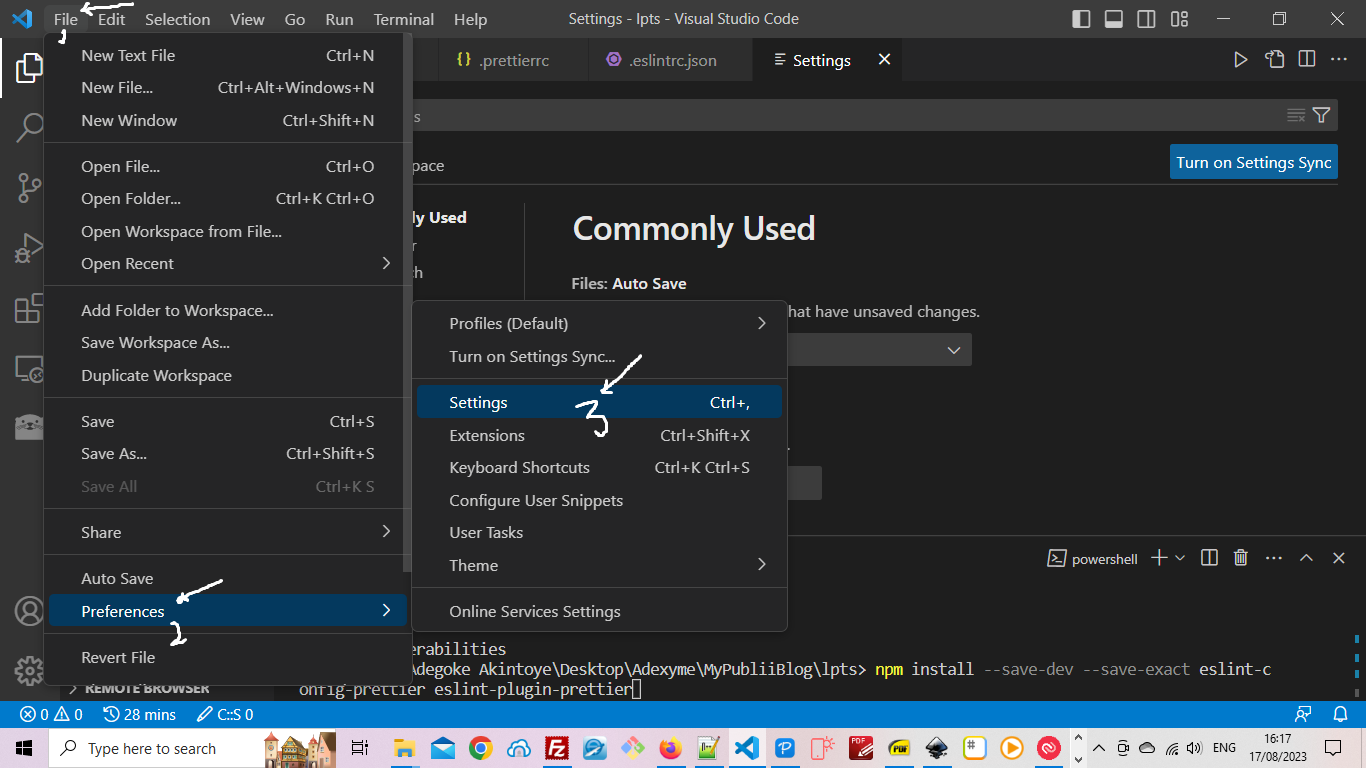 File Edit Selection View Go Run Terminal Help Settings - lpts - Visual Studio Code
1
New Text File Ctrl+N
New File... Ctrl+Alt+Windows+N
New Window Ctrl+Shift+N
Open File... Ctrl+O
Open Folder... Ctrl+K Ctrl+O
Open Workspace from File...
Open Recent
Add Folder to Workspace...
Save Workspace As...
Duplicate Workspace
Save Ctrl+S
Save As... Ctrl+Shift+S
Save All Ctrl+K S
Share
Auto Save
Preferences
2
Revert File
{} .prettierrc .eslintrc.json Settings
s
pace Turn on Settings Sync
ly Used
r
ch
Commonly Used
Files: Auto Save
hat have unsaved changes.
Profiles (Default)
Turn on Settings Sync...
Settings Ctrl+,
3
Extensions Ctrl+Shift+X
Keyboard Shortcuts Ctrl+K Ctrl+S
Configure User Snippets
User Tasks
Theme
Online Services Settings
powershell
erabilities
degoke Akintoye\Desktop\Adexyme\MyPubliiBlog\lpts> npm install --save-dev --save-exact eslint-c
onfig-prettier eslint-plugin-prettier
REMOTE BROWSER
0 0 28 mins C::S 0
Type here to search
PDF
PDF
ENG
16:17
17/08/2023